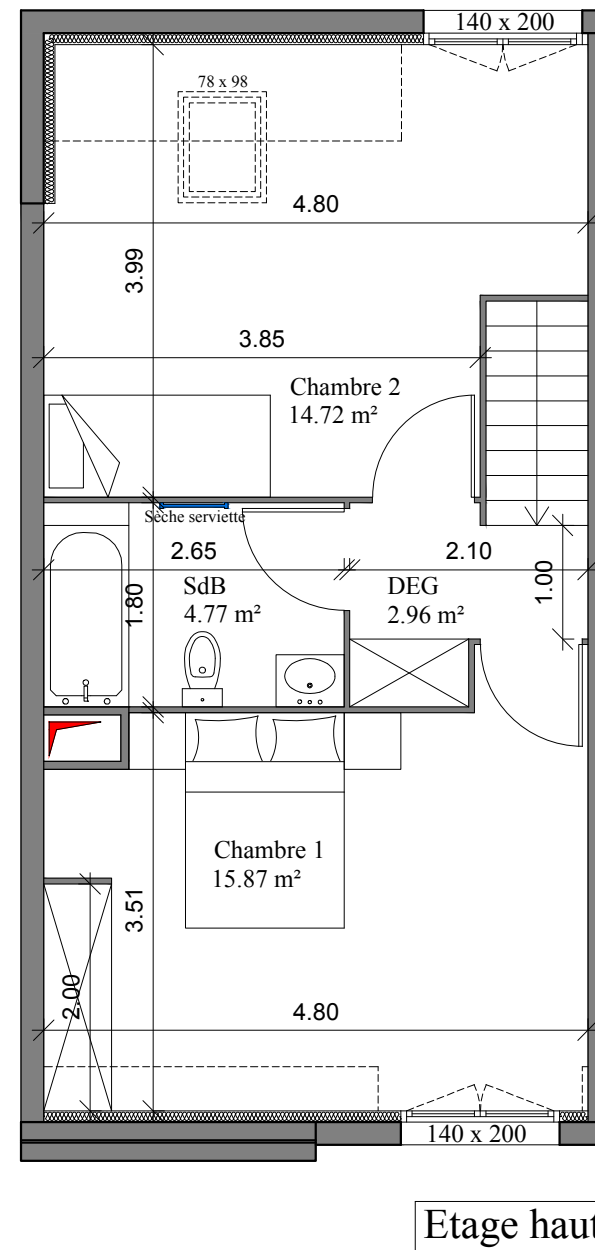 140 x 200
78 x 98
4.80
3.99
3.85
Chambre 2
14.72 m²
Sèche serviette
2.65
2.10
1.00
1.80
SdB
4.77 m²
DEG
2.96 m²
Chambre 1
15.87 m²
3.51
2.00
4.80
140 x 200
Etage haut